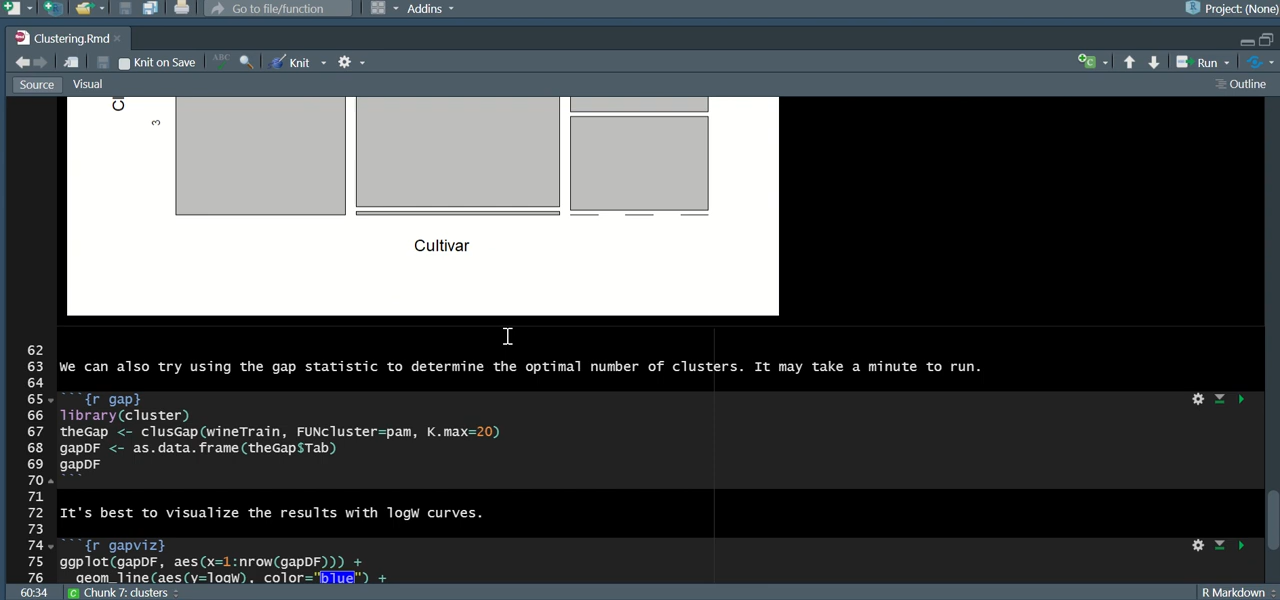 Go to file/function
Addins
Project: (None)
Clustering.Rmd
Knit on Save
ABC
Knit
Run
Source
Visual
Outline
3
Cultivar
62
63 We can also try using the gap statistic to determine the optimal number of clusters. It may take a minute to run.
64
65 ```{r gap}
66 library(cluster)
67 theGap <- clusGap(wineTrain, FUNcluster=pam, K.max=20)
68 gapDF <- as.data.frame(theGap$Tab)
69 gapDF
70 ```
71
72 It's best to visualize the results with logW curves.
73
74 ```{r gapviz}
75 ggplot(gapDF, aes(x=1:nrow(gapDF))) +
76 geom_line(aes(y=logW), color="blue") +
60:34
Chunk 7: clusters
R Markdown